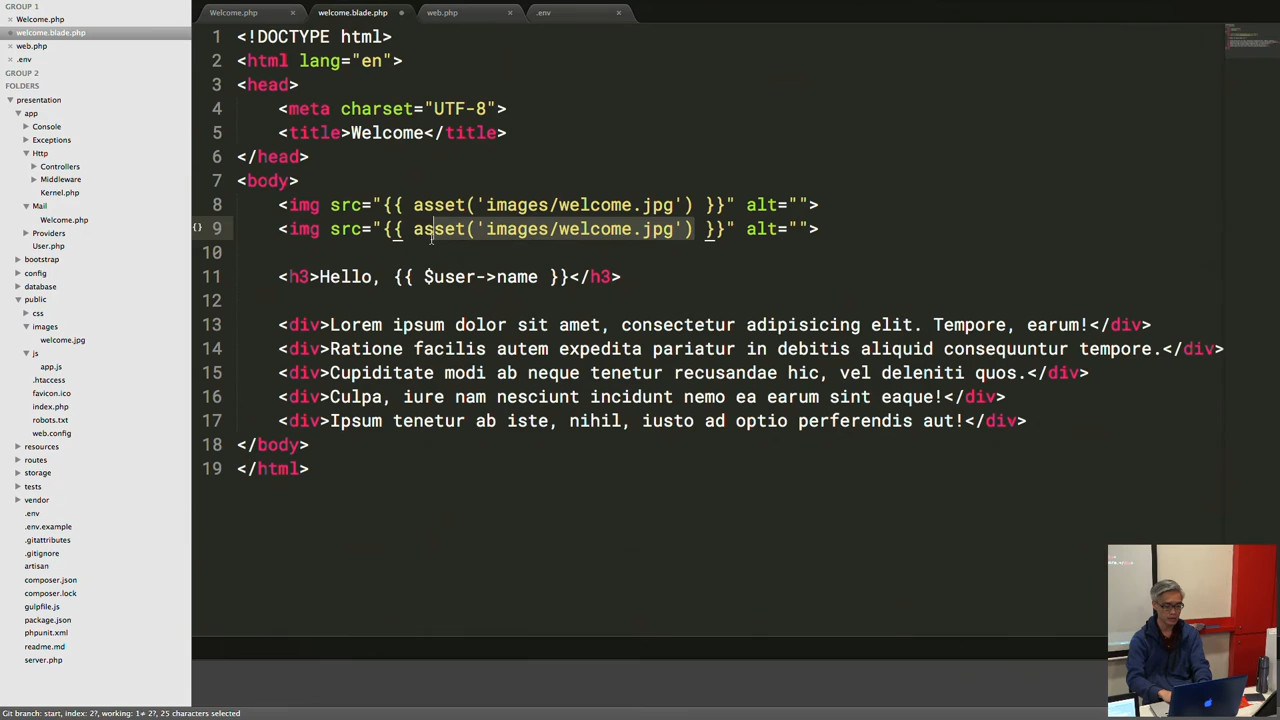 GROUP 1
Welcome.php
welcome.blade.php
web.php
.env
GROUP 2
FOLDERS
presentation
app
Console
Exceptions
Http
Controllers
Middleware
Kernel.php
Mail
Welcome.php
Providers
User.php
bootstrap
config
database
public
css
images
welcome.jpg
js
app.js
.htaccess
favicon.ico
index.php
robots.txt
web.config
resources
routes
storage
tests
vendor
.env
.env.example
.gitattributes
.gitignore
artisan
composer.json
composer.lock
gulpfile.js
package.json
phpunit.xml
readme.md
server.php
Welcome.php welcome.blade.php web.php .env
1 <!DOCTYPE html>
2 <html lang="en">
3 <head>
4 <meta charset="UTF-8">
5 <title>Welcome</title>
6 </head>
7 <body>
8 <img src="{{ asset('images/welcome.jpg') }}" alt="">
{} 9 <img src="{{ asset('images/welcome.jpg') }}" alt="">
10
11 <h3>Hello, {{ $user->name }}</h3>
12
13 <div>Lorem ipsum dolor sit amet, consectetur adipisicing elit. Tempore, earum!</div>
14 <div>Ratione facilis autem expedita pariatur in debitis aliquid consequuntur tempore.</div>
15 <div>Cupiditate modi ab neque tenetur recusandae hic, vel deleniti quos.</div>
16 <div>Culpa, iure nam nesciunt incidunt nemo ea earum sint eaque!</div>
17 <div>Ipsum tenetur ab iste, nihil, iusto ad optio perferendis aut!</div>
18 </body>
19 </html>
Git branch: start, index: 2?, working: 1≠ 2?, 25 characters selected